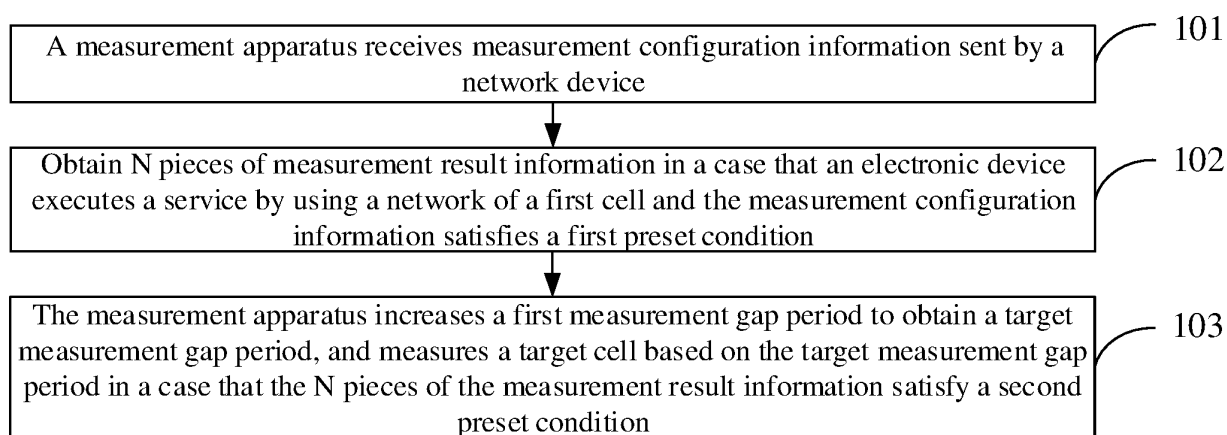 A measurement apparatus receives measurement configuration information sent by a
network device
101
Obtain N pieces of measurement result information in a case that an electronic device
executes a service by using a network of a first cell and the measurement configuration
information satisfies a first preset condition
102
The measurement apparatus increases a first measurement gap period to obtain a target
measurement gap period, and measures a target cell based on the target measurement gap
period in a case that the N pieces of the measurement result information satisfy a second
preset condition
103